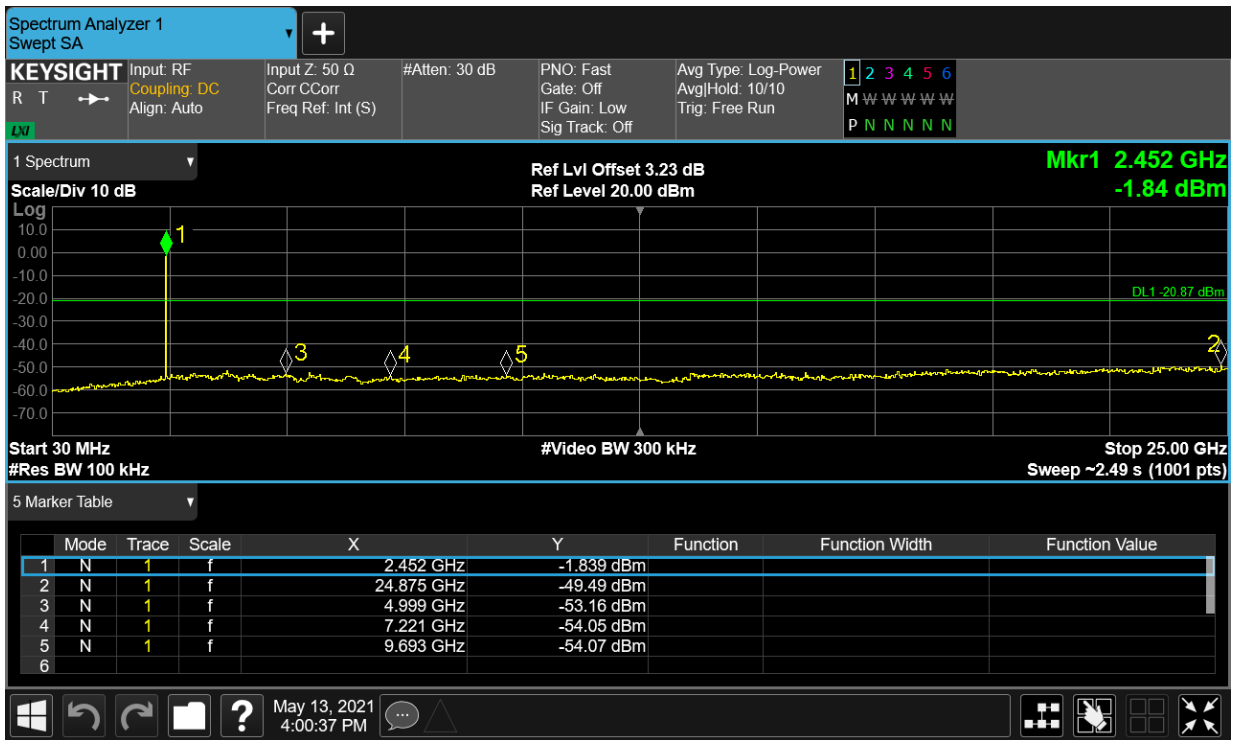 Spectrum Analyzer 1
Swept SA
KEYSIGHT
R T
LXI
Input: RF
Coupling: DC
Align: Auto
Input Z: 50 Ω
Corr CCorr
Freq Ref: Int (S)
#Atten: 30 dB
PNO: Fast
Gate: Off
IF Gain: Low
Sig Track: Off
Avg Type: Log-Power
Avg|Hold: 10/10
Trig: Free Run
1 2 3 4 5 6
M W W W W W
P N N N N N
1 Spectrum
Scale/Div 10 dB
Ref Lvl Offset 3.23 dB
Ref Level 20.00 dBm
Mkr1 2.452 GHz
-1.84 dBm
Log
10.0
0.00
-10.0
-20.0
-30.0
-40.0
-50.0
-60.0
-70.0
1
DL1 -20.87 dBm
3
4
5
2
Start 30 MHz
#Video BW 300 kHz
Stop 25.00 GHz
#Res BW 100 kHz
Sweep ~2.49 s (1001 pts)
5 Marker Table
Mode Trace Scale X Y Function Function Width Function Value
1 N 1 f 2.452 GHz -1.839 dBm
2 N 1 f 24.875 GHz -49.49 dBm
3 N 1 f 4.999 GHz -53.16 dBm
4 N 1 f 7.221 GHz -54.05 dBm
5 N 1 f 9.693 GHz -54.07 dBm
6
?
May 13, 2021
4:00:37 PM